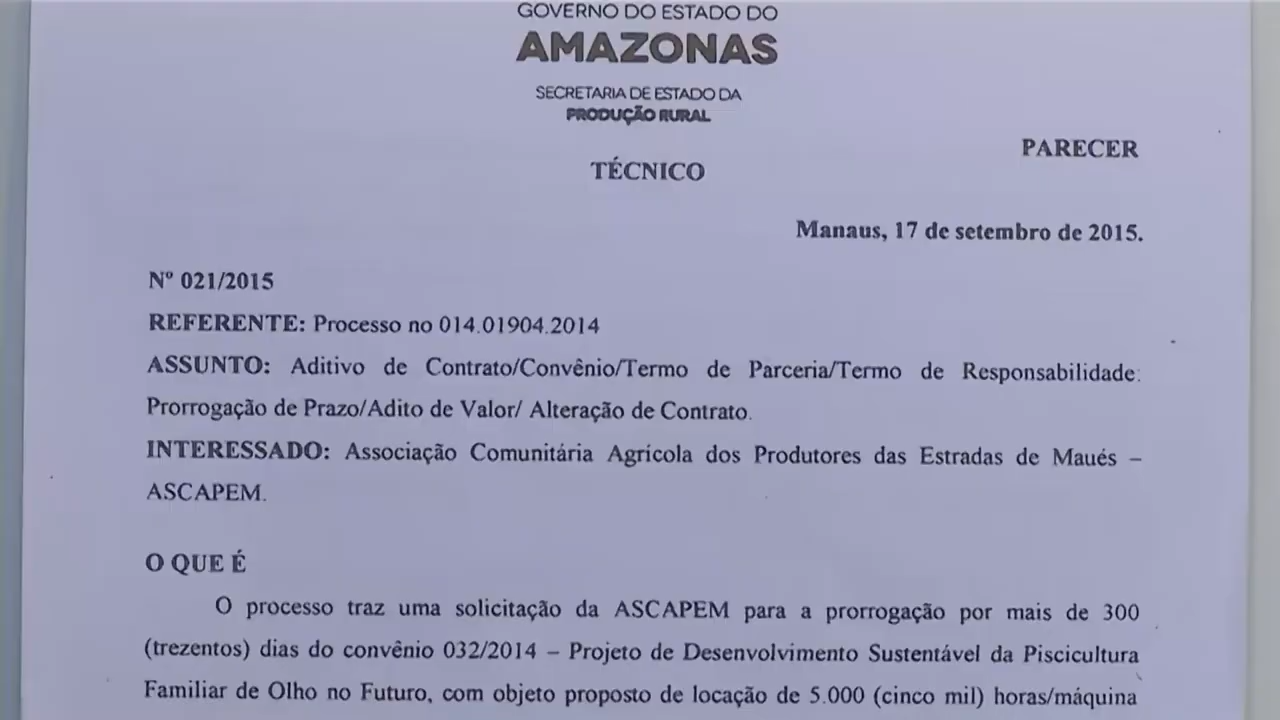 GOVERNO DO ESTADO DO
AMAZONAS
SECRETARIA DE ESTADO DA
PRODUÇÃO RURAL
PARECER
TÉCNICO
Manaus, 17 de setembro de 2015.
Nº 021/2015
REFERENTE: Processo no 014.01904.2014
ASSUNTO: Aditivo de Contrato/Convênio/Termo de Parceria/Termo de Responsabilidade:
Prorrogação de Prazo/Adito de Valor/ Alteração de Contrato.
INTERESSADO: Associação Comunitária Agrícola dos Produtores das Estradas de Maués –
ASCAPEM.
O QUE É
O processo traz uma solicitação da ASCAPEM para a prorrogação por mais de 300
(trezentos) dias do convênio 032/2014 – Projeto de Desenvolvimento Sustentável da Piscicultura
Familiar de Olho no Futuro, com objeto proposto de locação de 5.000 (cinco mil) horas/máquina